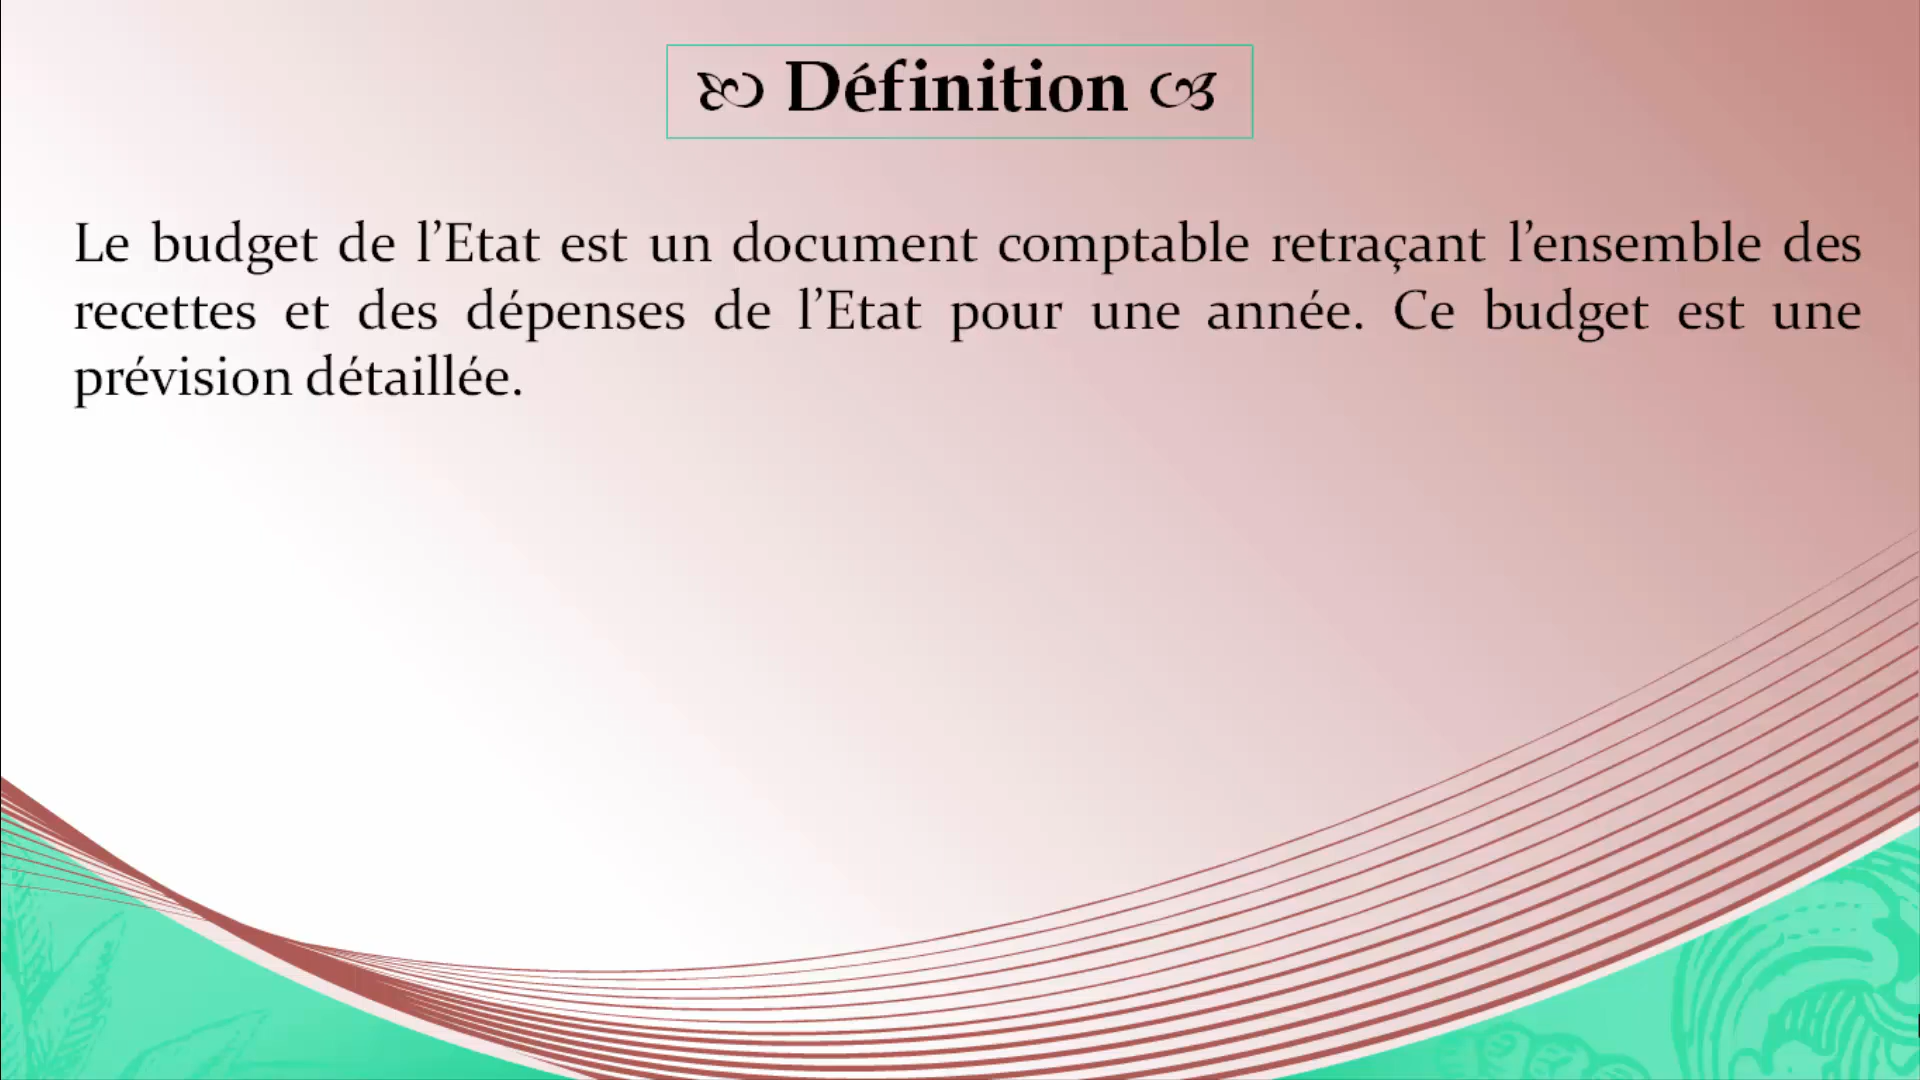 Définition
Le budget de l’Etat est un document comptable retraçant l’ensemble des
recettes et des dépenses de l’Etat pour une année. Ce budget est une
prévision détaillée.